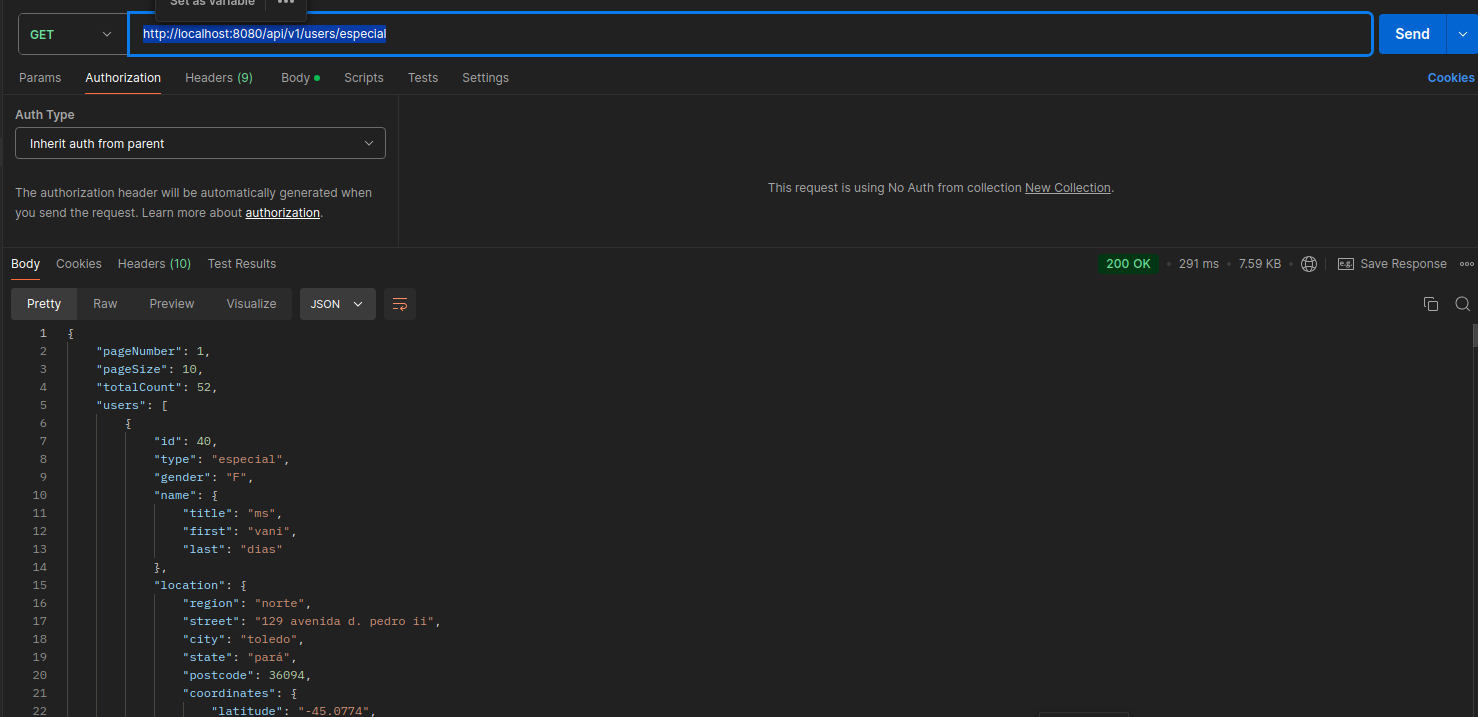 Set as variable
GET http://localhost:8080/api/v1/users/especial Send
Params Authorization Headers (9) Body Scripts Tests Settings Cookies
Auth Type
Inherit auth from parent
The authorization header will be automatically generated when
you send the request. Learn more about authorization.
This request is using No Auth from collection New Collection.
Body Cookies Headers (10) Test Results 200 OK • 291 ms • 7.59 KB • e.g. Save Response
Pretty Raw Preview Visualize JSON
1 {
2 "pageNumber": 1,
3 "pageSize": 10,
4 "totalCount": 52,
5 "users": [
6 {
7 "id": 40,
8 "type": "especial",
9 "gender": "F",
10 "name": {
11 "title": "ms",
12 "first": "vani",
13 "last": "dias"
14 },
15 "location": {
16 "region": "norte",
17 "street": "129 avenida d. pedro ii",
18 "city": "toledo",
19 "state": "pará",
20 "postcode": 36094,
21 "coordinates": {
22 "latitude": "-45.0774",